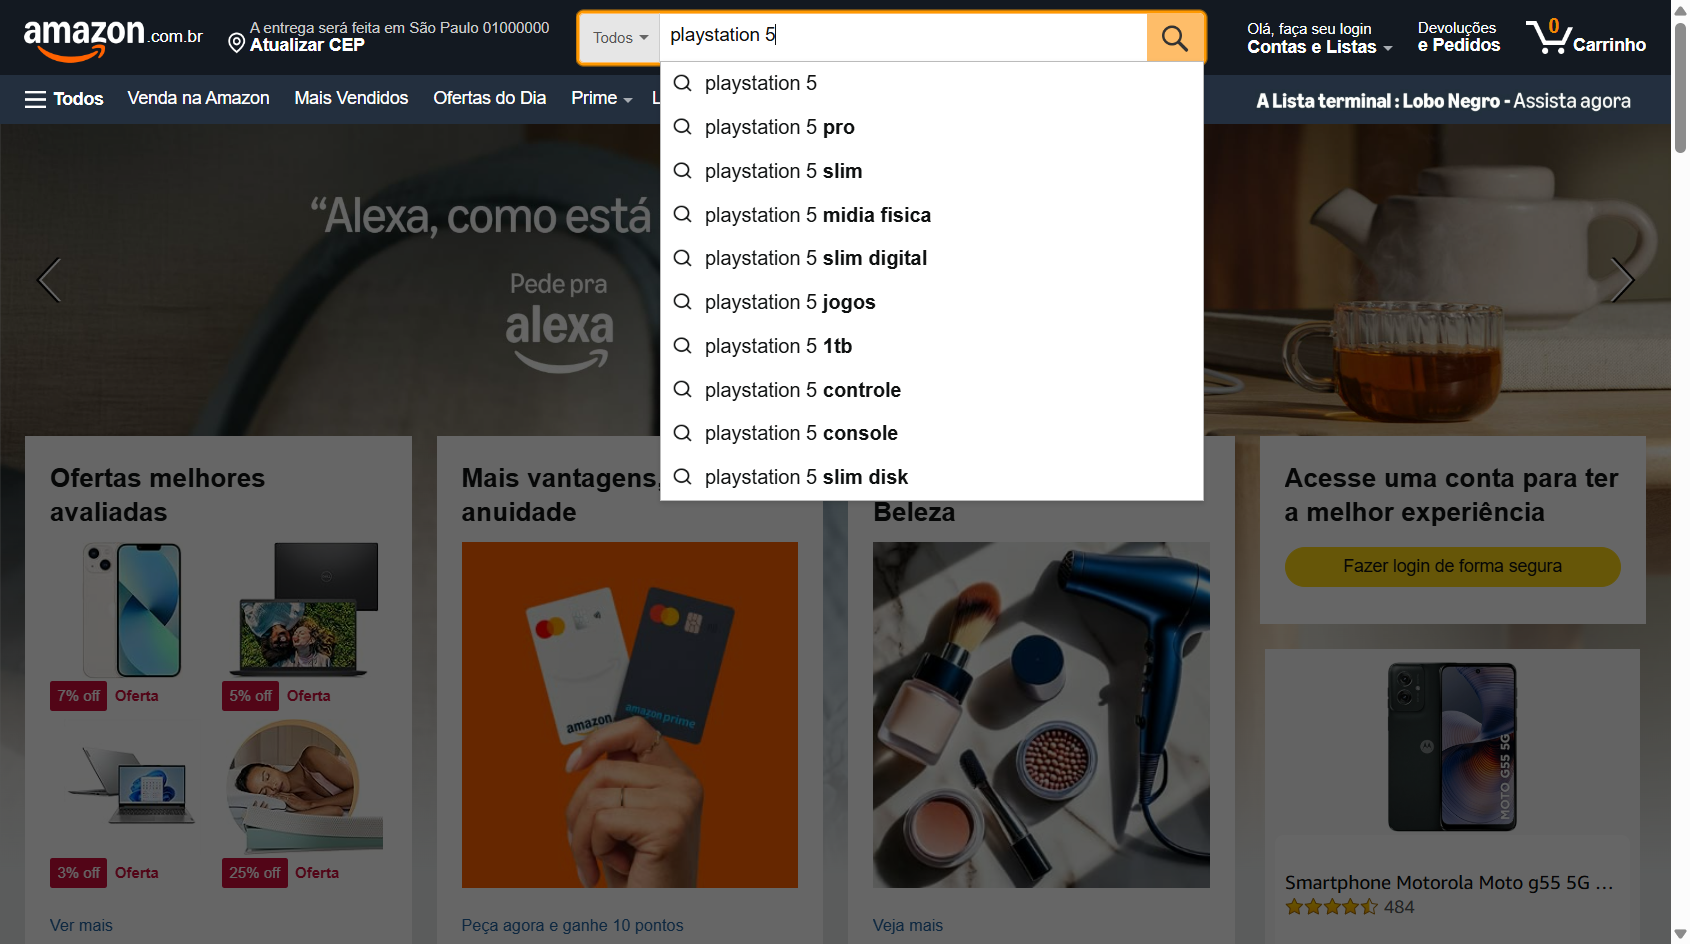 amazon.com.br
A entrega será feita em São Paulo 01000000
Atualizar CEP
Todos
playstation 5
Olá, faça seu login
Contas e Listas
Devoluções
e Pedidos
0
Carrinho
Todos
Venda na Amazon
Mais Vendidos
Ofertas do Dia
Prime
L
A Lista terminal : Lobo Negro - Assista agora
playstation 5
playstation 5 pro
playstation 5 slim
playstation 5 midia fisica
playstation 5 slim digital
playstation 5 jogos
playstation 5 1tb
playstation 5 controle
playstation 5 console
playstation 5 slim disk
“Alexa, como está
Pede pra
alexa
Ofertas melhores
avaliadas
7% off Oferta
5% off Oferta
3% off Oferta
25% off Oferta
Ver mais
Mais vantagens,
anuidade
amazon
amazon prime
Peça agora e ganhe 10 pontos
Beleza
Veja mais
Acesse uma conta para ter
a melhor experiência
Fazer login de forma segura
MOTO G55 5G
Smartphone Motorola Moto g55 5G ...
484